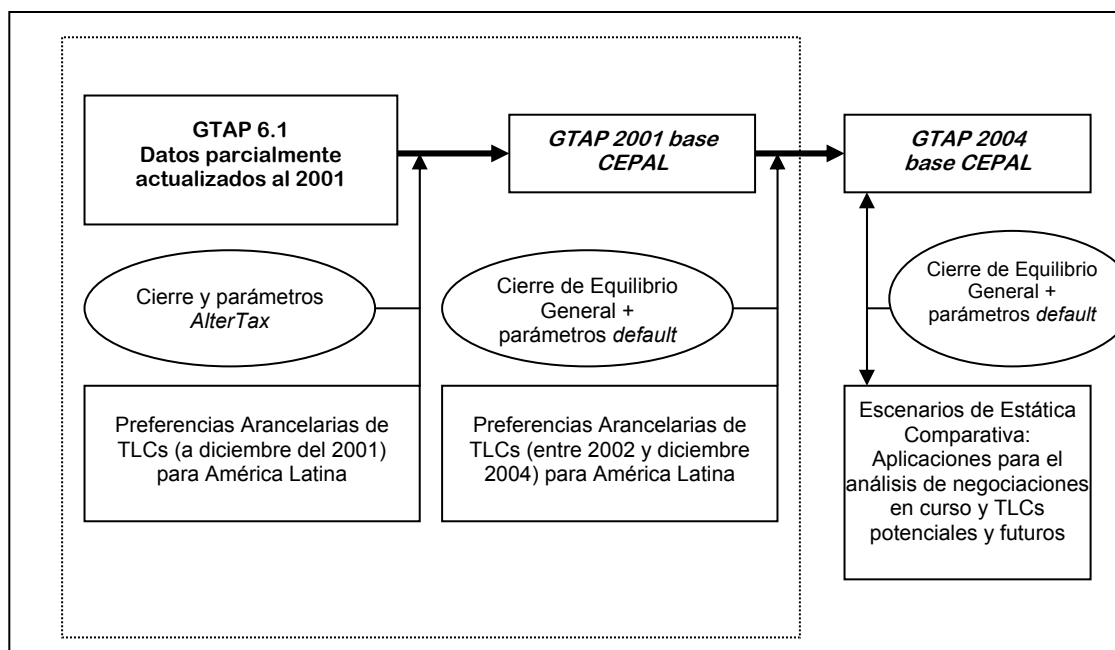 GTAP 6.1
Datos parcialmente
actualizados al 2001
GTAP 2001 base
CEPAL
GTAP 2004
base CEPAL
Cierre y parámetros
AlterTax
Cierre de Equilibrio
General +
parámetros default
Cierre de Equilibrio
General +
parámetros default
Preferencias Arancelarias de
TLCs (a diciembre del 2001)
para América Latina
Preferencias Arancelarias de
TLCs (entre 2002 y diciembre
2004) para América Latina
Escenarios de Estática
Comparativa:
Aplicaciones para el
análisis de negociaciones
en curso y TLCs
potenciales y futuros